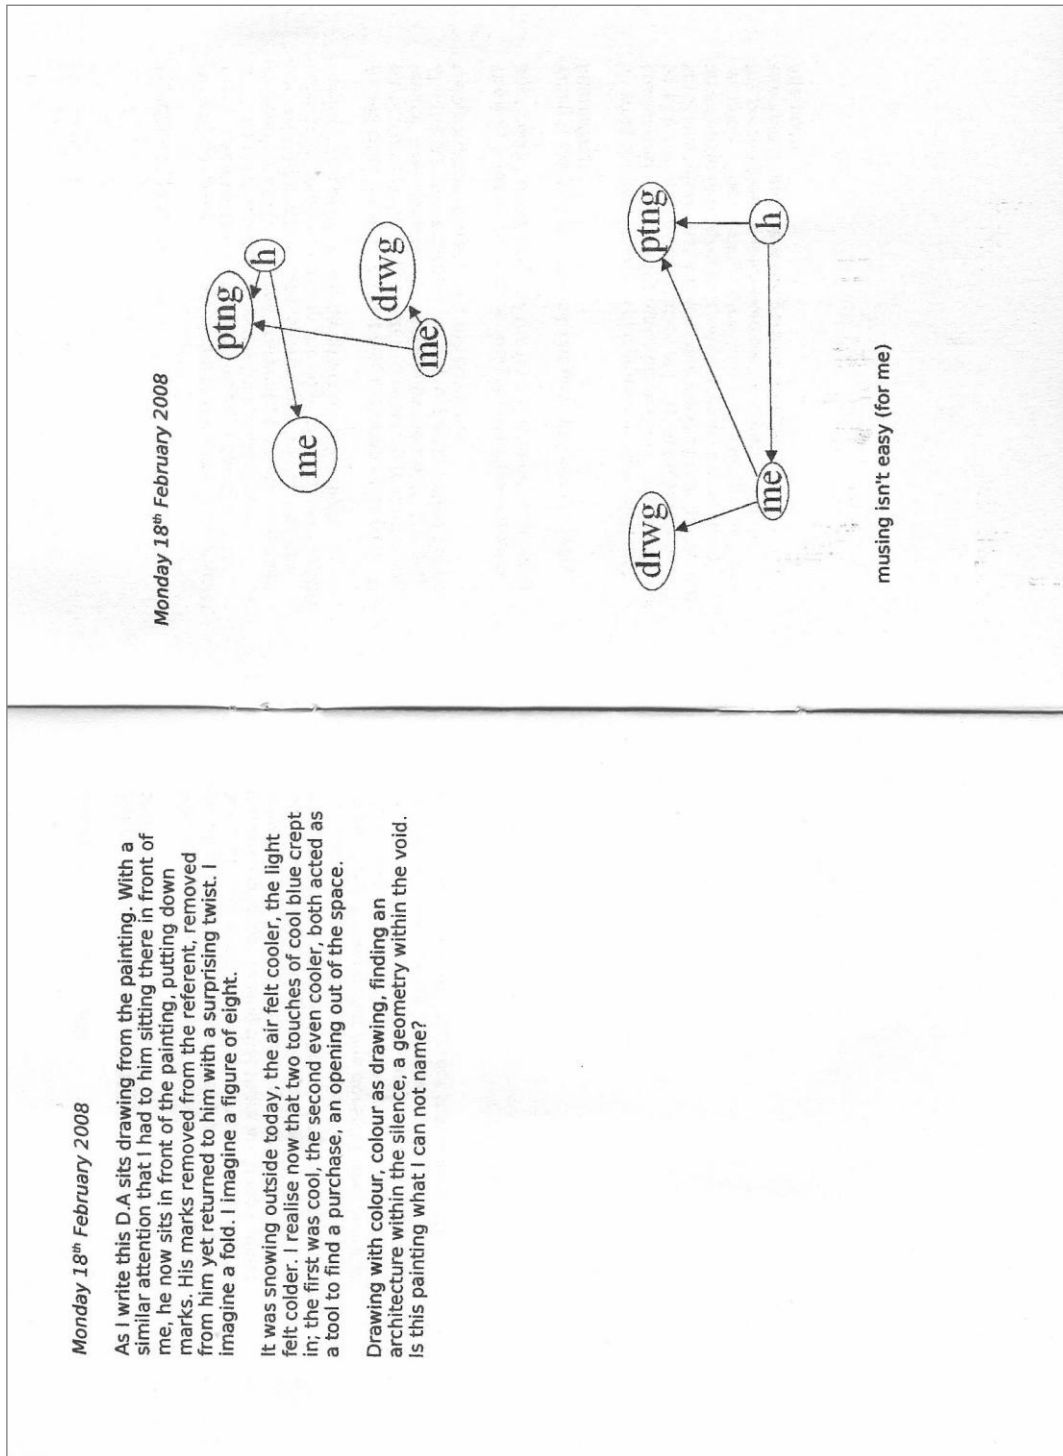 Monday 18th February 2008
As I write this D.A sits drawing from the painting. With a
similar attention that I had to him sitting there in front of
me, he now sits in front of the painting, putting down
marks. His marks removed from the referent, removed
from him yet returned to him with a surprising twist. I
imagine a fold. I imagine a figure of eight.
It was snowing outside today, the air felt cooler, the light
felt colder. I realise now that two touches of cool blue crept
in; the first was cool, the second even cooler, both acted as
a tool to find a purchase, an opening out of the space.
Drawing with colour, colour as drawing, finding an
architecture within the silence, a geometry within the void.
Is this painting what I can not name?
Monday 18th February 2008
ptng
h
me
drwg
me
ptng
h
drwg
me
musing isn't easy (for me)